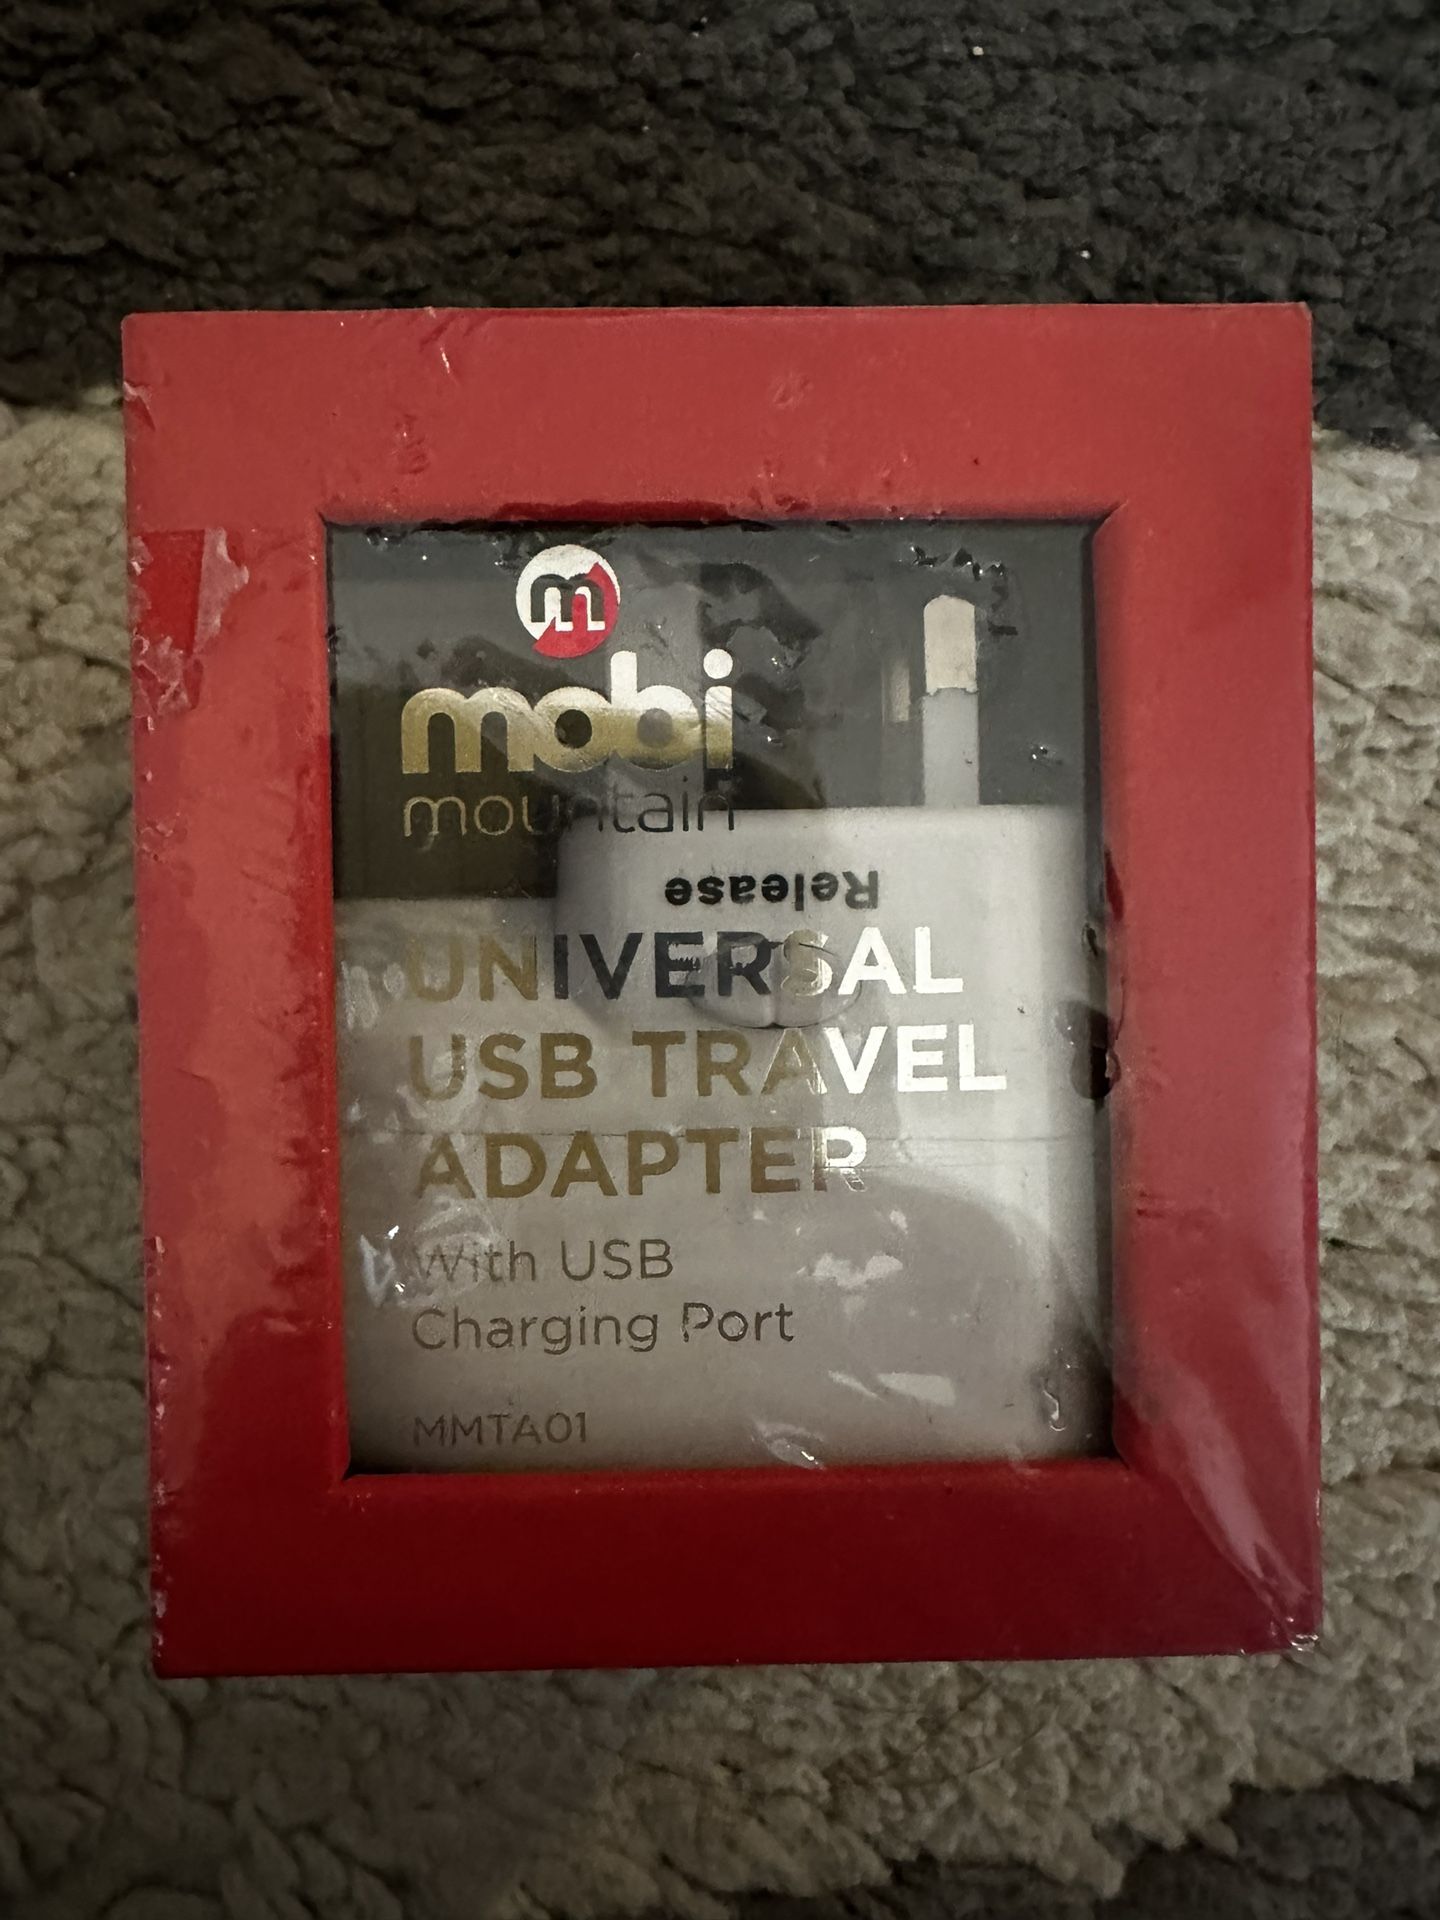 m
mobi
mountain
Release
UNIVERSAL
USB TRAVEL
ADAPTER
With USB
Charging Port
MMTA01